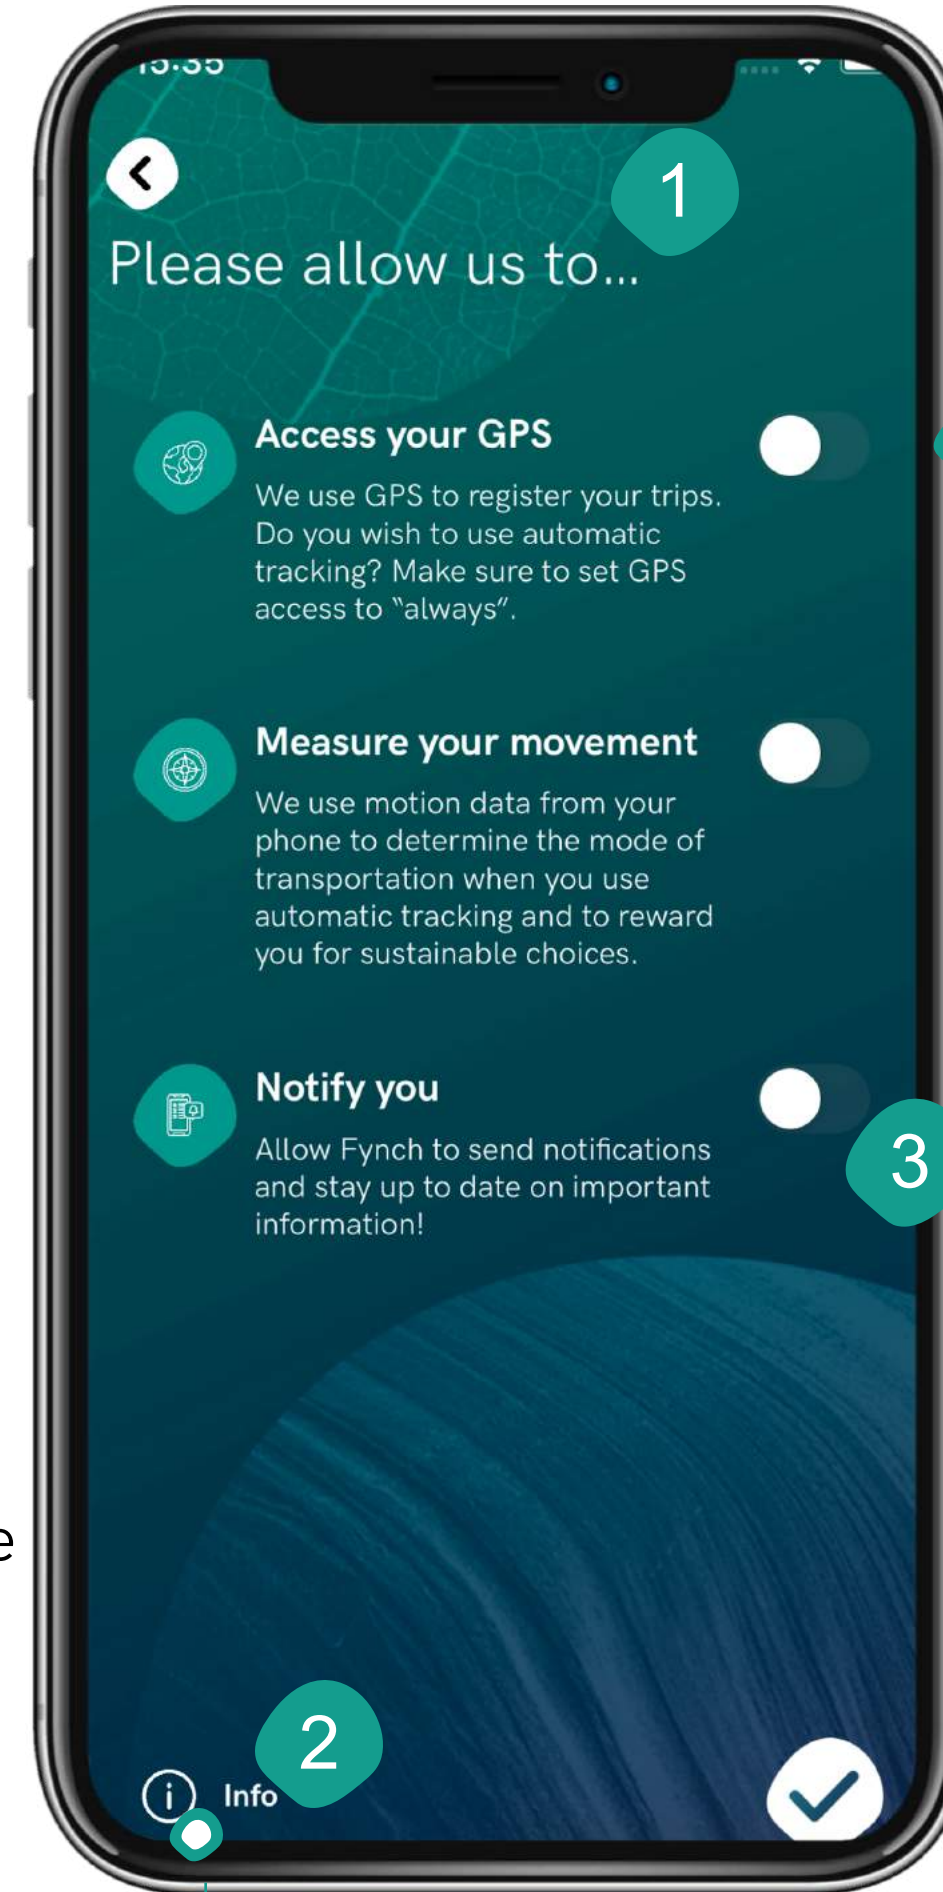 15:35
1
Please allow us to...
Access your GPS
We use GPS to register your trips.
Do you wish to use automatic
tracking? Make sure to set GPS
access to “always”.
Measure your movement
We use motion data from your
phone to determine the mode of
transportation when you use
automatic tracking and to reward
you for sustainable choices.
Notify you
Allow Fynch to send notifications
and stay up to date on important
information!
3
e
2
Info